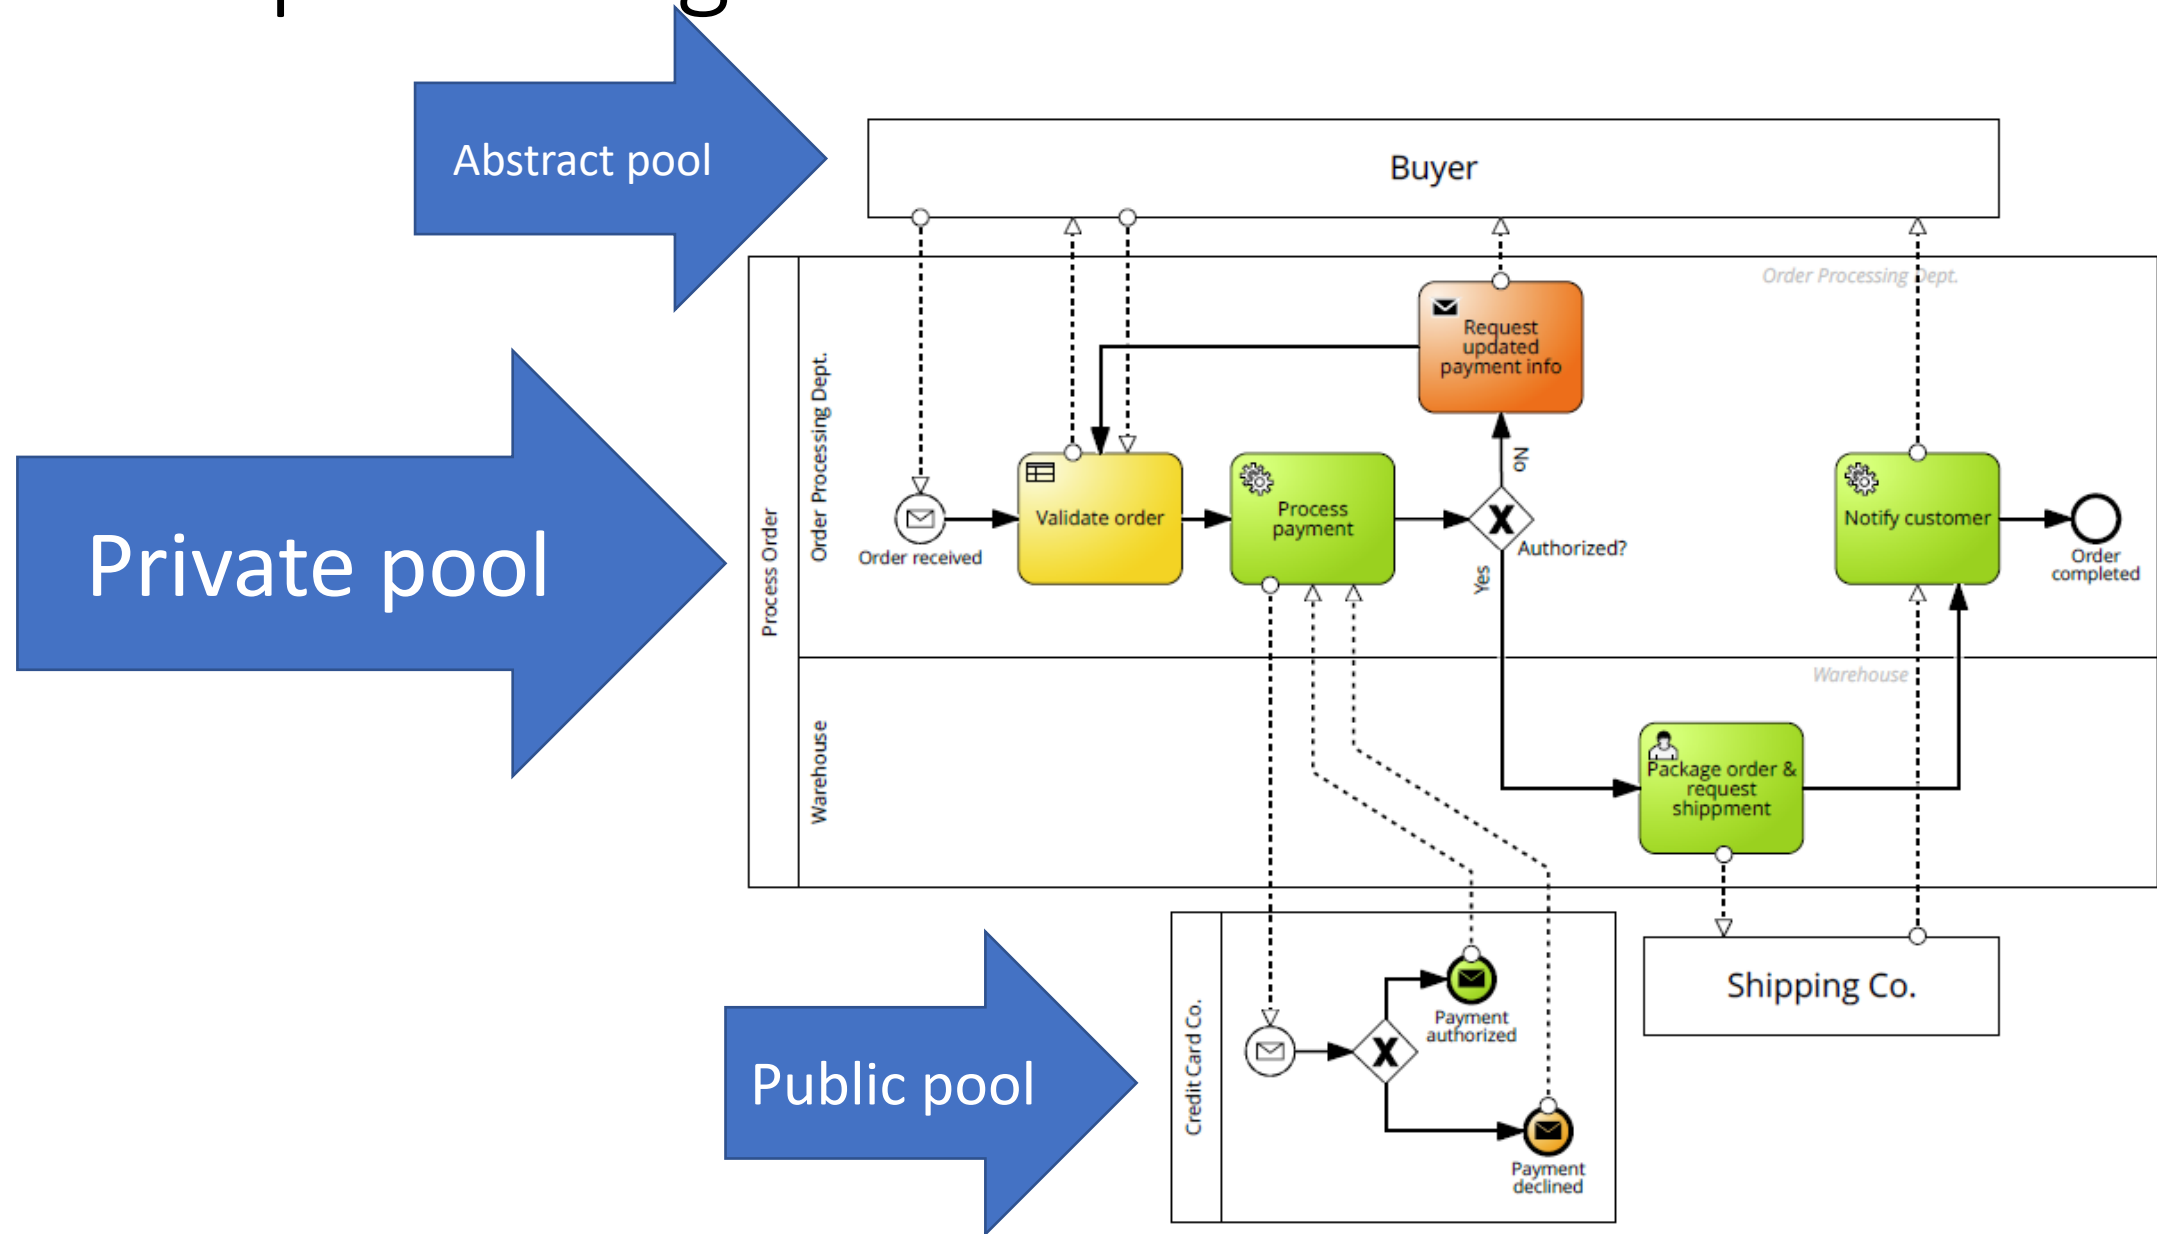 Abstract pool
Buyer
Order Processing Dept.
Request
updated
payment info
Private pool
Process Order
Order Processing Dept.
No
Order received
Validate order
Process
payment
Authorized?
Yes
Notify customer
Order
completed
Warehouse
Warehouse
Package order &
request
shippment
Public pool
Credit Card Co.
Payment
authorized
Payment
declined
Shipping Co.